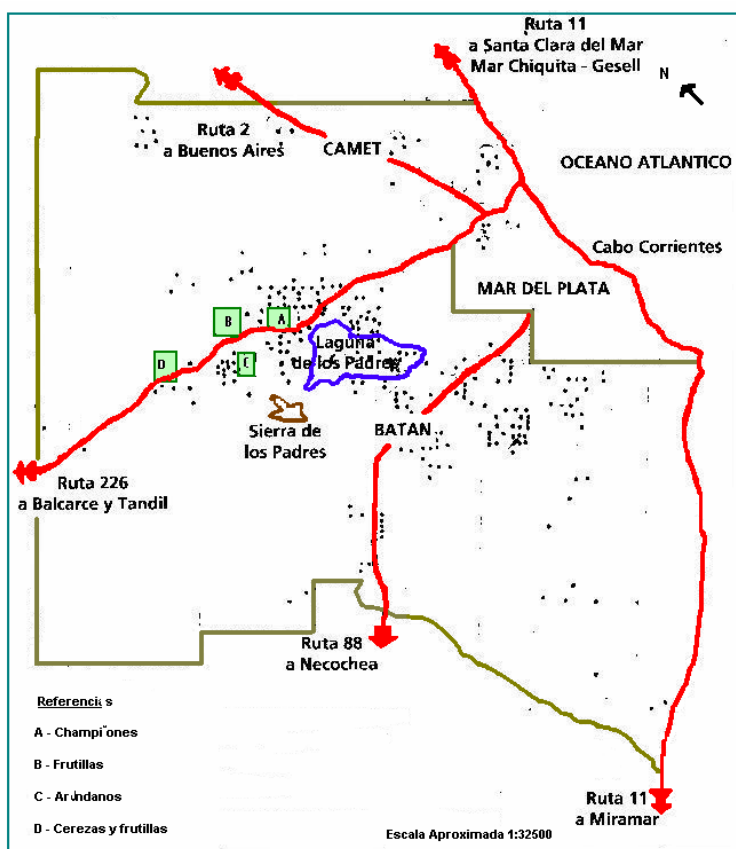 Ruta 11
a Santa Clara del Mar
Mar Chiquita - Gesell
N
Ruta 2
a Buenos Aires
CAMET
OCEANO ATLANTICO
Cabo Corrientes
MAR DEL PLATA
B
A
Laguna
de los Padres
D
C
Sierra de
los Padres
BATAN
Ruta 226
a Balcarce y Tandil
Ruta 88
a Necochea
Referencias
A - Champiñones
B - Frutillas
C - Arándanos
D - Cerezas y frutillas
Ruta 11
a Miramar
Escala Aproximada 1:32500